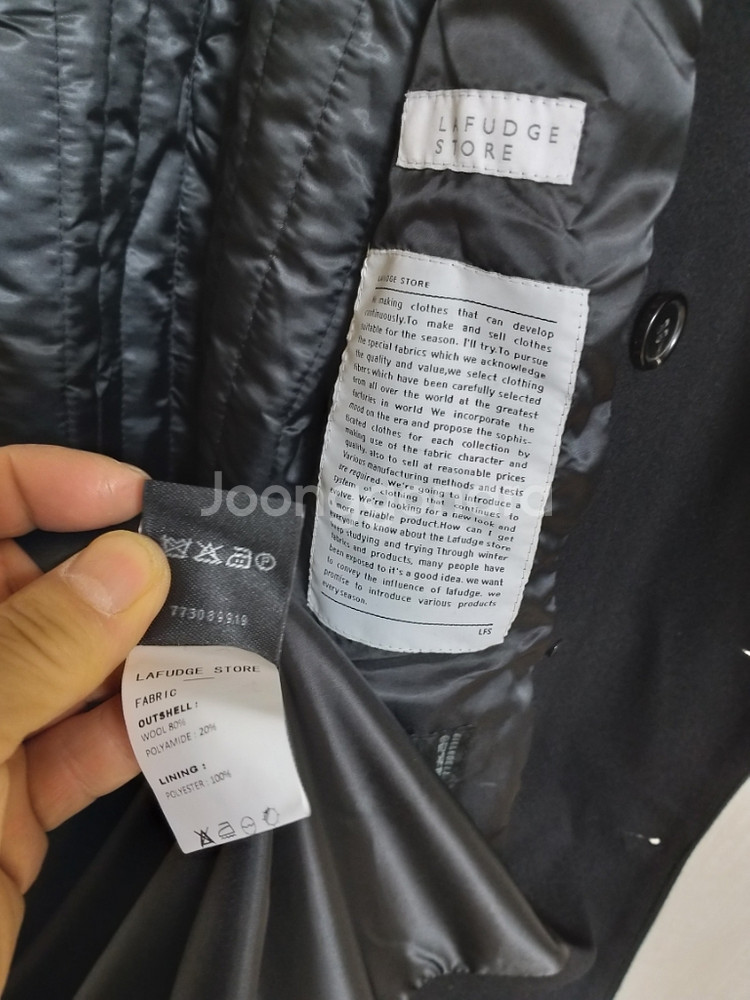 LAFUDGE
STORE
LAFUDGE STORE
making clothes that can develop
continuously.To make and sell clothes
suitable for the season. I'll try.To pursue
the special fabrics which we acknowledge
the quality and value,we select clothing
fibers which have been carefully selected
from all over the world at the greatest
factories in world We incorporate the
mood on the era and propose the sophis-
ticated clothes for each collection by
making use of the fabric character and
quality, also to sell at reasonable prices
Various manufacturing methods and tests
are required. We're going to introduce a
system of clothing that continues to
We're looking for a new look and
more reliable product.How can I get
everyone to know about the Lafudge store
keep studying and trying Through winter
fabrics and products, many people have
been exposed to it's a good idea. we want
to convey the influence of lafudge. we
promise to introduce various products
every season.
LFS
773089919
LAFUDGE STORE
FABRIC
OUTSHELL:
WOOL 80%
POLYAMIDE: 20%
LINING :
POLYESTER: 100%